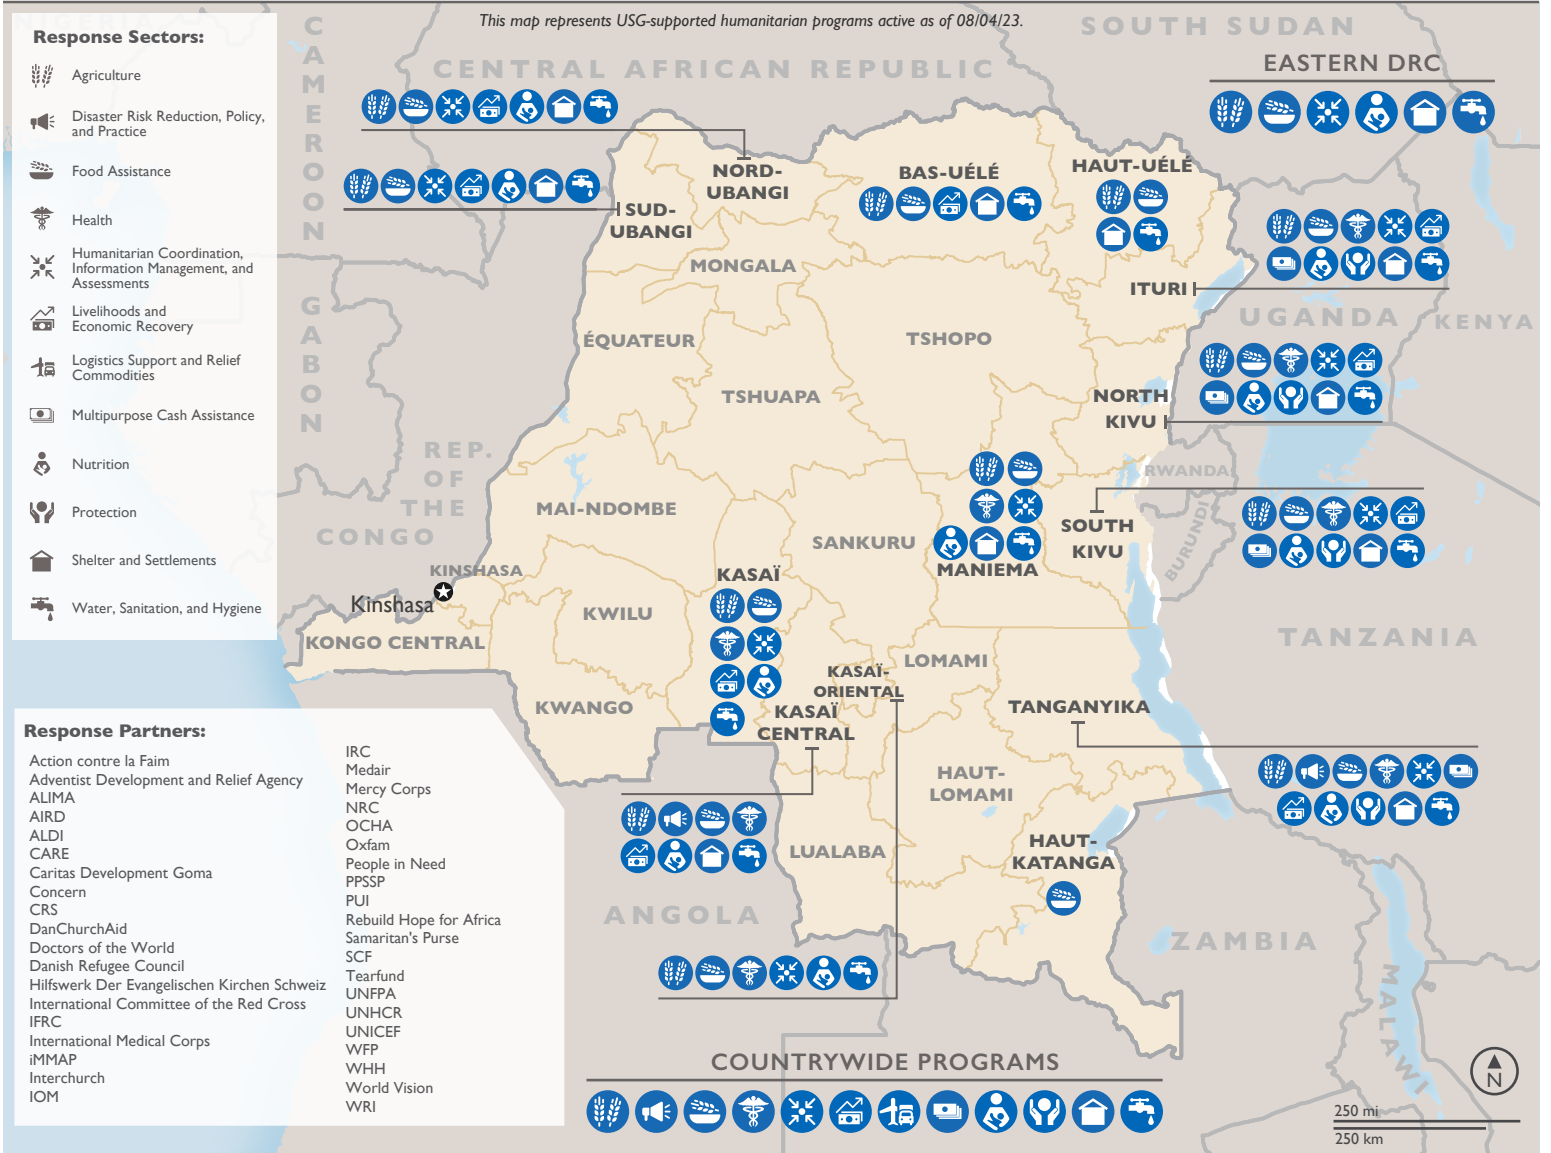 This map represents USG-supported humanitarian programs active as of 08/04/23.
NIGERIA
CAMEROON
CENTRAL AFRICAN REPUBLIC
SOUTH SUDAN
Response Sectors:
Agriculture
Disaster Risk Reduction, Policy,
and Practice
Food Assistance
Health
Humanitarian Coordination,
Information Management, and
Assessments
Livelihoods and
Economic Recovery
Logistics Support and Relief
Commodities
Multipurpose Cash Assistance
Nutrition
Protection
Shelter and Settlements
Water, Sanitation, and Hygiene
EASTERN DRC
NORD-
UBANGI
SUD-
UBANGI
BAS-UÉLÉ
HAUT-UÉLÉ
MONGALA
ITURI
UGANDA
KENYA
GABON
ÉQUATEUR
TSHOPO
TSHUAPA
NORTH
KIVU
REP.
OF
THE
CONGO
RWANDA
MAI-NDOMBE
SANKURU
MANIEMA
SOUTH
KIVU
BURUNDI
KINSHASA
Kinshasa
KASAÏ
KWILU
KONGO CENTRAL
TANZANIA
LOMAMI
KASAÏ-
ORIENTAL
KWANGO
KASAÏ
CENTRAL
TANGANYIKA
HAUT-
LOMAMI
LUALABA
HAUT-
KATANGA
ANGOLA
ZAMBIA
MALAWI
Response Partners:
Action contre la Faim
Adventist Development and Relief Agency
ALIMA
AIRD
ALDI
CARE
Caritas Development Goma
Concern
CRS
DanChurchAid
Doctors of the World
Danish Refugee Council
Hilfswerk Der Evangelischen Kirchen Schweiz
International Committee of the Red Cross
IFRC
International Medical Corps
iMMAP
Interchurch
IOM
IRC
Medair
Mercy Corps
NRC
OCHA
Oxfam
People in Need
PPSSP
PUI
Rebuild Hope for Africa
Samaritan's Purse
SCF
Tearfund
UNFPA
UNHCR
UNICEF
WFP
WHH
World Vision
WRI
COUNTRYWIDE PROGRAMS
N
250 mi
250 km